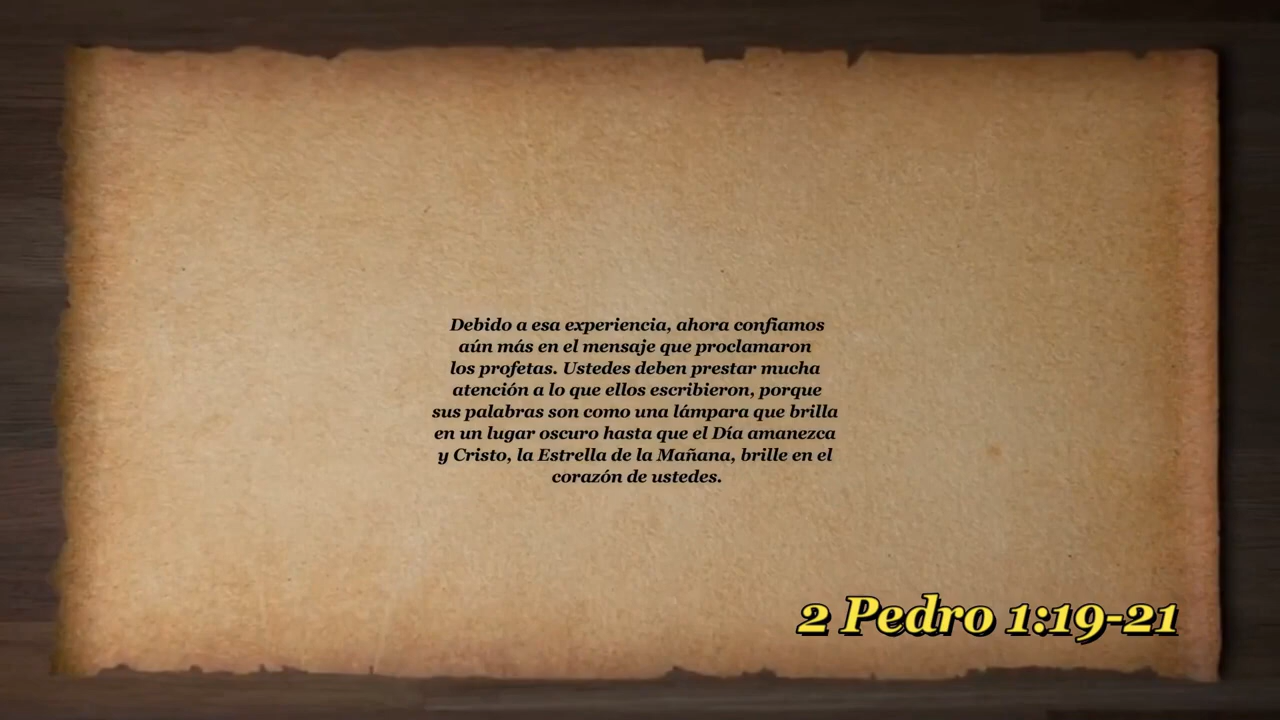 Debido a esa experiencia, ahora confiamos
aún más en el mensaje que proclamaron
los profetas. Ustedes deben prestar mucha
atención a lo que ellos escribieron, porque
sus palabras son como una lámpara que brilla
en un lugar oscuro hasta que el Día amanezca
y Cristo, la Estrella de la Mañana, brille en el
corazón de ustedes.
2 Pedro 1:19-21